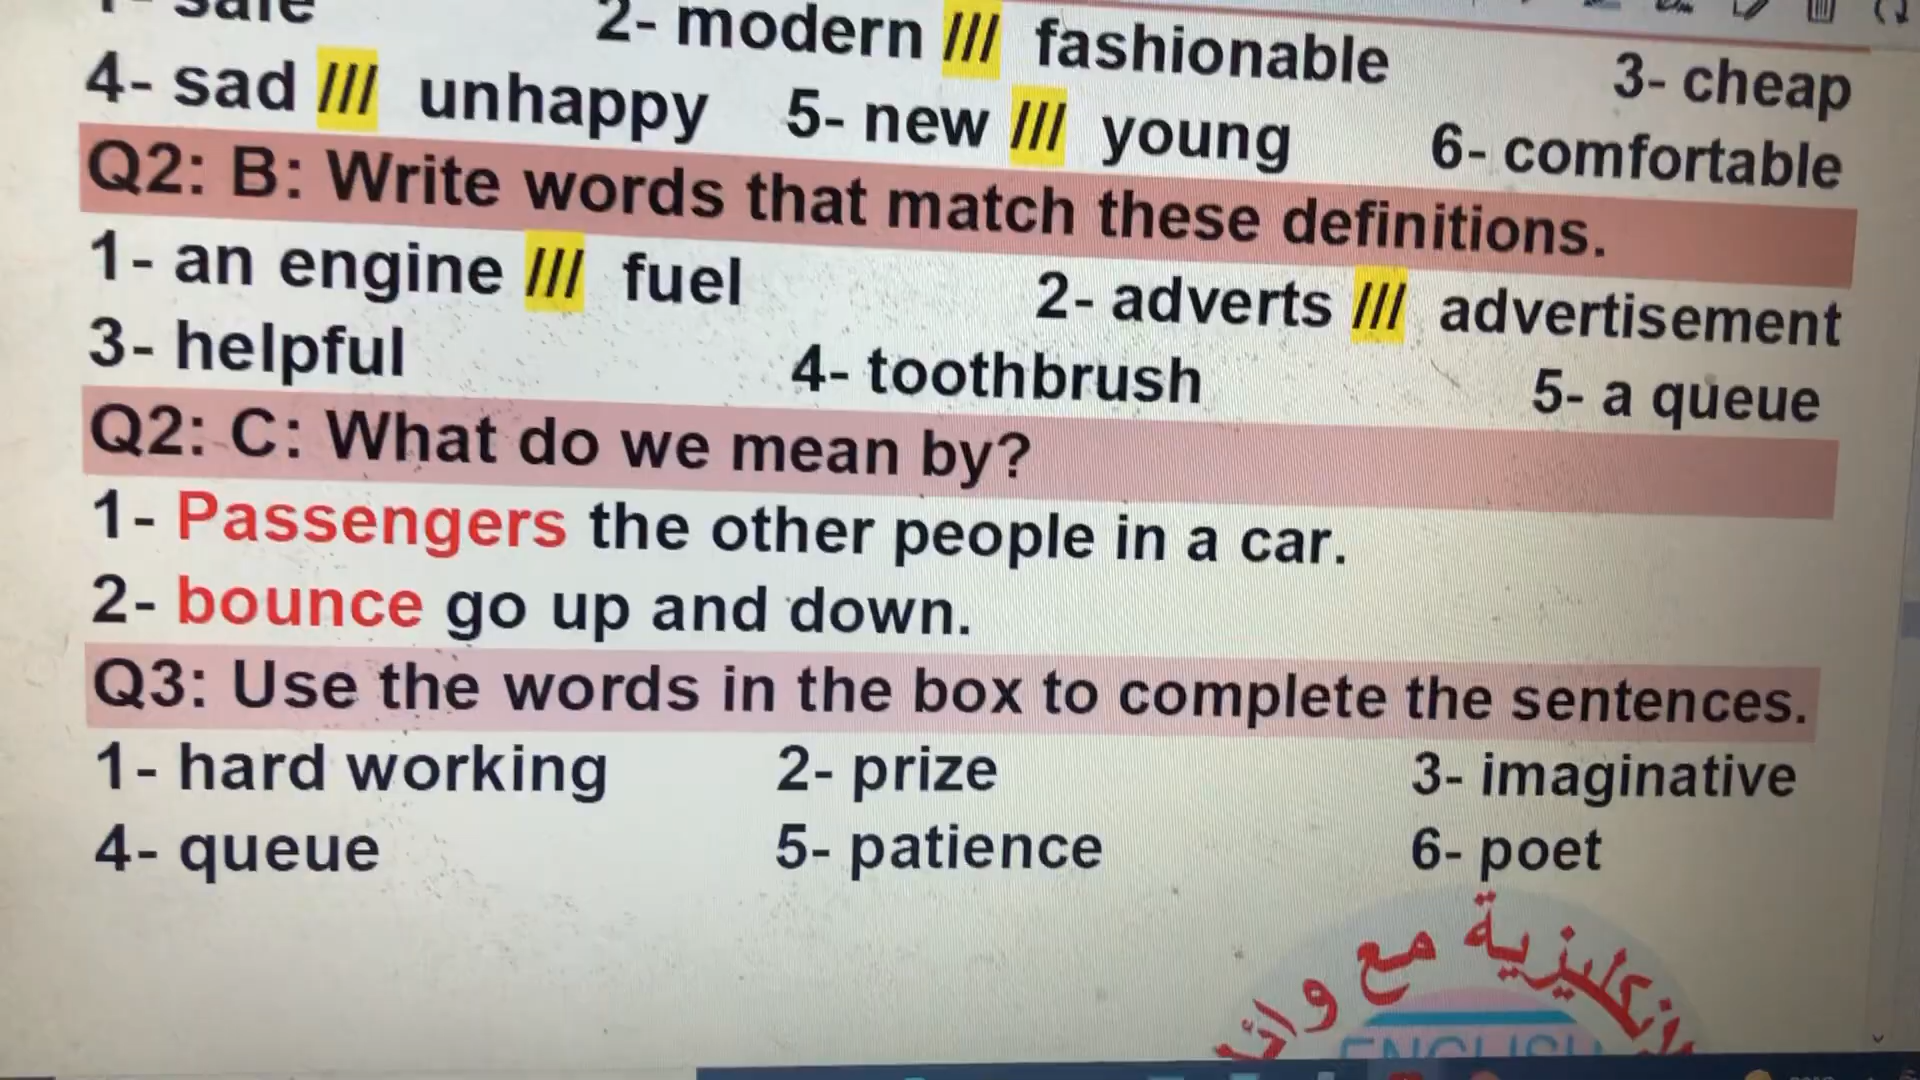 1- safe 2- modern /// fashionable 3- cheap
4- sad /// unhappy 5- new /// young 6- comfortable
Q2: B: Write words that match these definitions.
1- an engine /// fuel 2- adverts /// advertisement
3- helpful 4- toothbrush 5- a queue
Q2: C: What do we mean by?
1- Passengers the other people in a car.
2- bounce go up and down.
Q3: Use the words in the box to complete the sentences.
1- hard working 2- prize 3- imaginative
4- queue 5- patience 6- poet
مع
ENGLISH